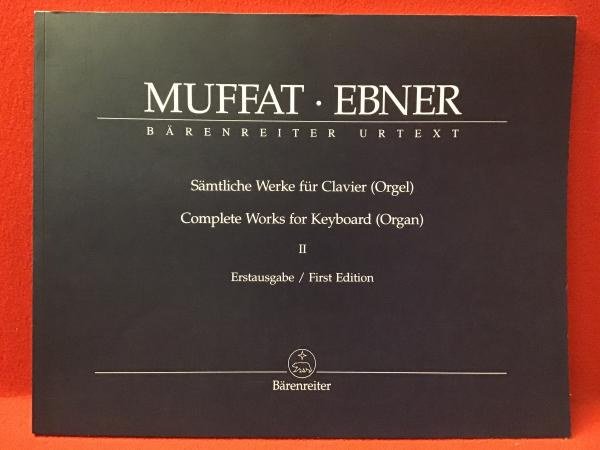 MUFFAT · EBNER
BÄRENREITER URTEXT
Sämtliche Werke für Clavier (Orgel)
Complete Works for Keyboard (Organ)
II
Erstausgabe / First Edition
Bärenreiter